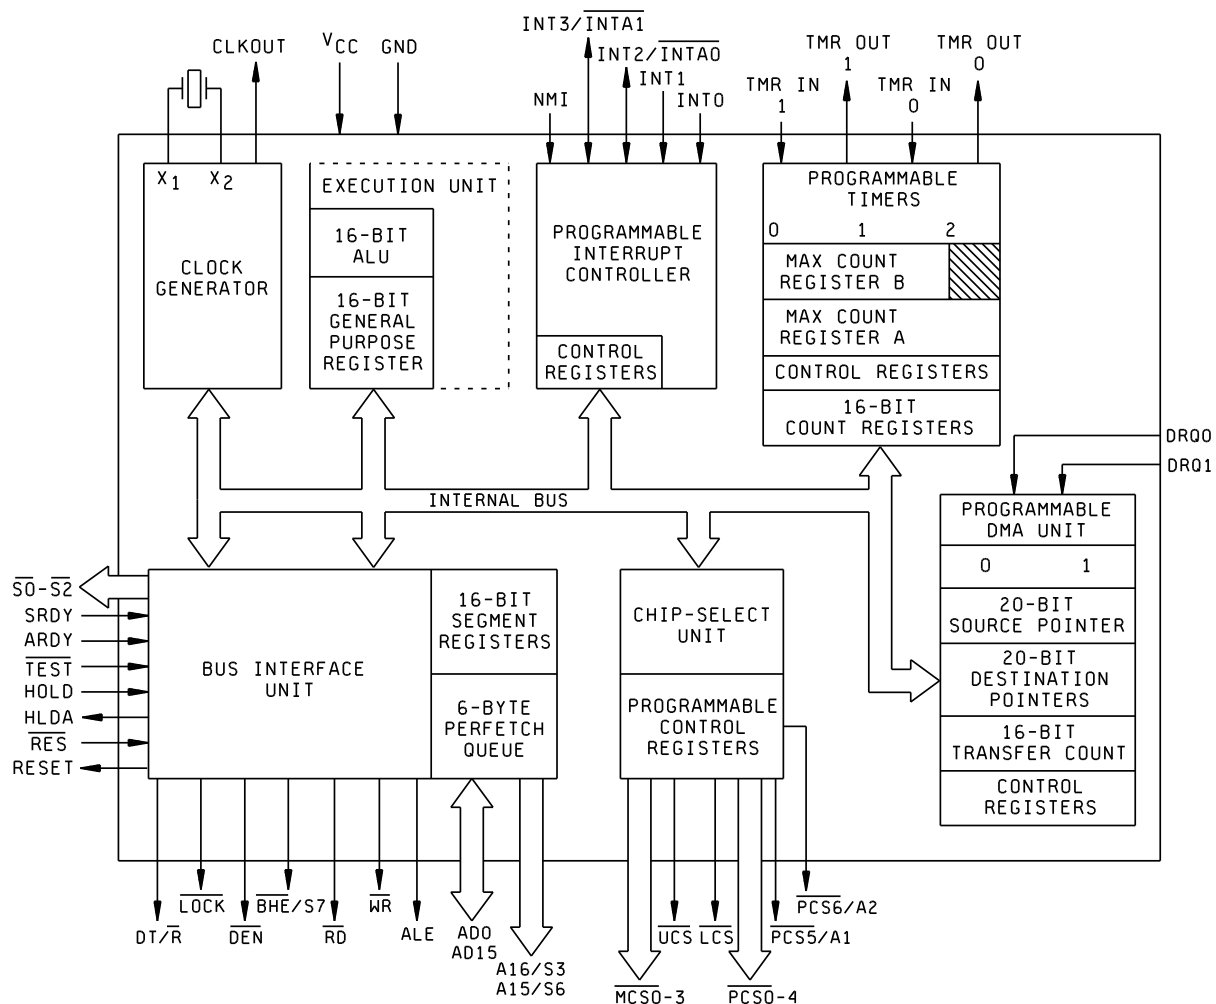 INT3/INTA1
CLKOUT
VCC
GND
INT2/INTA0
INT1
NMI
INT0
TMR OUT
1
TMR OUT
0
TMR IN
1
TMR IN
0
X1
X2
CLOCK
GENERATOR
EXECUTION UNIT
16-BIT
ALU
16-BIT
GENERAL
PURPOSE
REGISTER
PROGRAMMABLE
INTERRUPT
CONTROLLER
CONTROL
REGISTERS
PROGRAMMABLE
TIMERS
0 1 2
MAX COUNT
REGISTER B
MAX COUNT
REGISTER A
CONTROL REGISTERS
16-BIT
COUNT REGISTERS
DRQ0
DRQ1
INTERNAL BUS
PROGRAMMABLE
DMA UNIT
0 1
20-BIT
SOURCE POINTER
20-BIT
DESTINATION
POINTERS
16-BIT
TRANSFER COUNT
CONTROL
REGISTERS
S0-S2
SRDY
ARDY
TEST
HOLD
HLDA
RES
RESET
BUS INTERFACE
UNIT
16-BIT
SEGMENT
REGISTERS
6-BYTE
PERFETCH
QUEUE
CHIP-SELECT
UNIT
PROGRAMMABLE
CONTROL
REGISTERS
DT/R
LOCK
DEN
BHE/S7
RD
WR
ALE
AD0
AD15
A16/S3
A15/S6
MCS0-3
UCS
LCS
PCS0-4
PCS5/A1
PCS6/A2